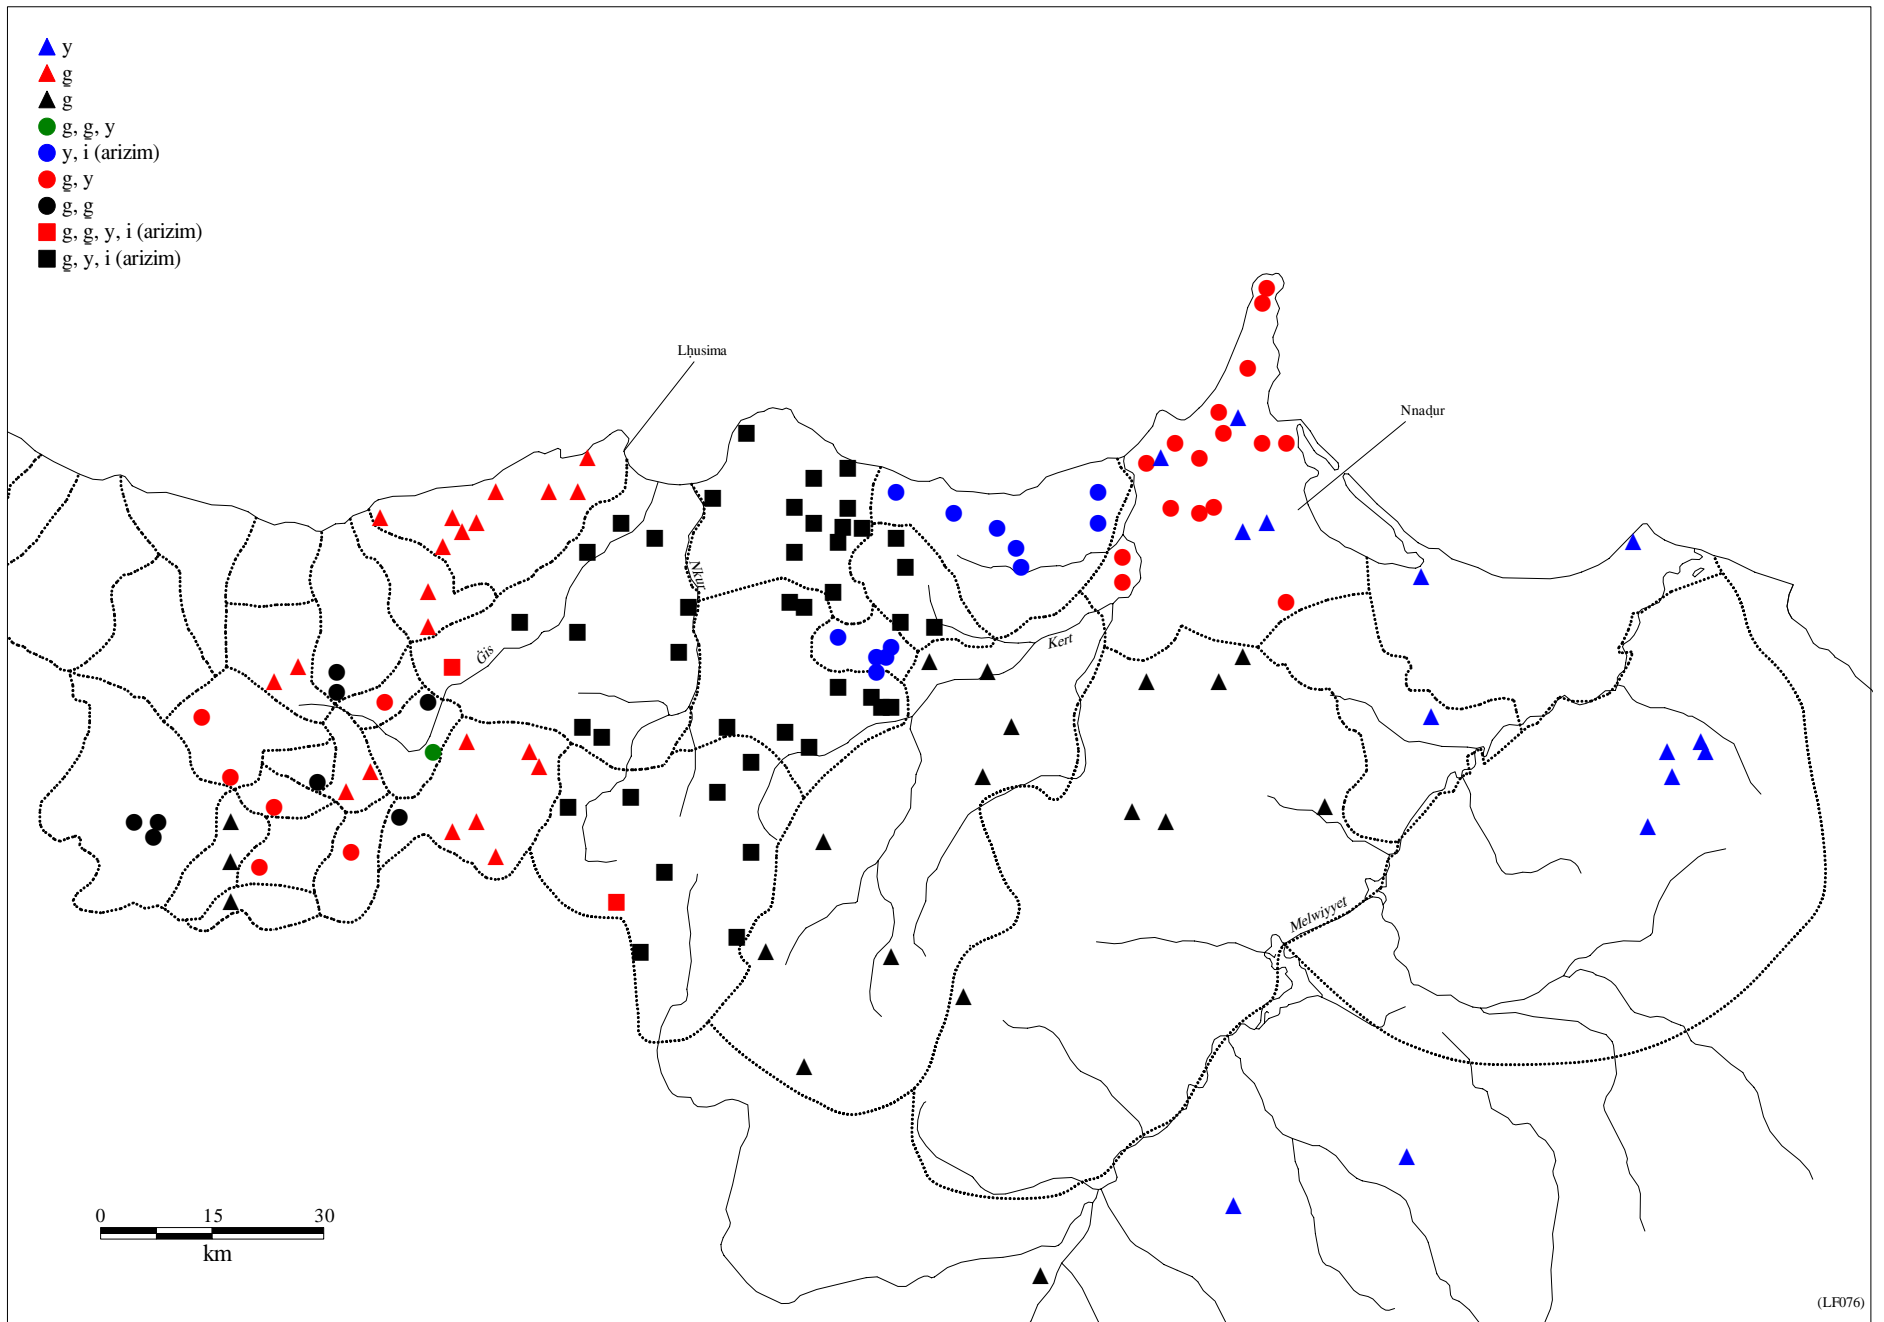 y
g̱
g
g, g̱, y
y, i (arizim)
g̱, y
g, g̱
g, g̱, y, i (arizim)
g̱, y, i (arizim)
Lḥusima
Nnaḍur
Nkur
Ġis
Kert
Melwiyyet
0 15 30
km
(LF076)